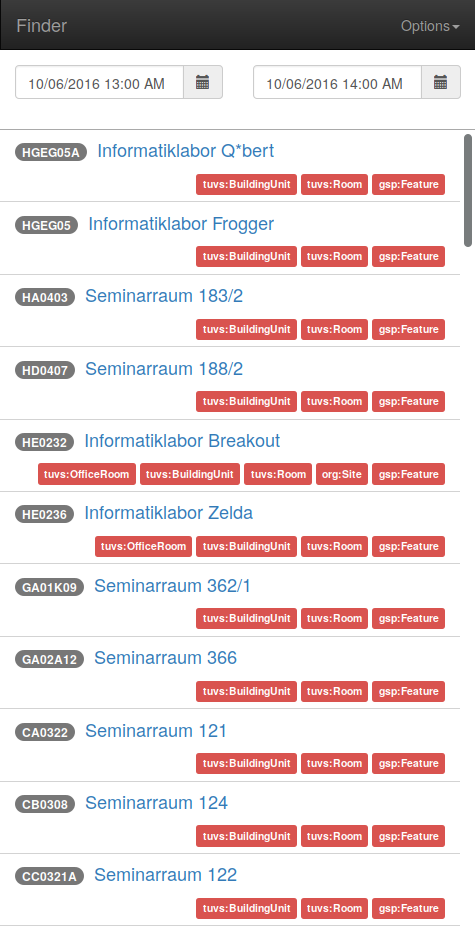 Finder Options
10/06/2016 13:00 AM 10/06/2016 14:00 AM
HGEG05A Informatiklabor Q*bert
tuvs:BuildingUnit tuvs:Room gsp:Feature
HGEG05 Informatiklabor Frogger
tuvs:BuildingUnit tuvs:Room gsp:Feature
HA0403 Seminarraum 183/2
tuvs:BuildingUnit tuvs:Room gsp:Feature
HD0407 Seminarraum 188/2
tuvs:BuildingUnit tuvs:Room gsp:Feature
HE0232 Informatiklabor Breakout
tuvs:OfficeRoom tuvs:BuildingUnit tuvs:Room org:Site gsp:Feature
HE0236 Informatiklabor Zelda
tuvs:OfficeRoom tuvs:BuildingUnit tuvs:Room gsp:Feature
GA01K09 Seminarraum 362/1
tuvs:BuildingUnit tuvs:Room gsp:Feature
GA02A12 Seminarraum 366
tuvs:BuildingUnit tuvs:Room gsp:Feature
CA0322 Seminarraum 121
tuvs:BuildingUnit tuvs:Room gsp:Feature
CB0308 Seminarraum 124
tuvs:BuildingUnit tuvs:Room gsp:Feature
CC0321A Seminarraum 122
tuvs:BuildingUnit tuvs:Room gsp:Feature